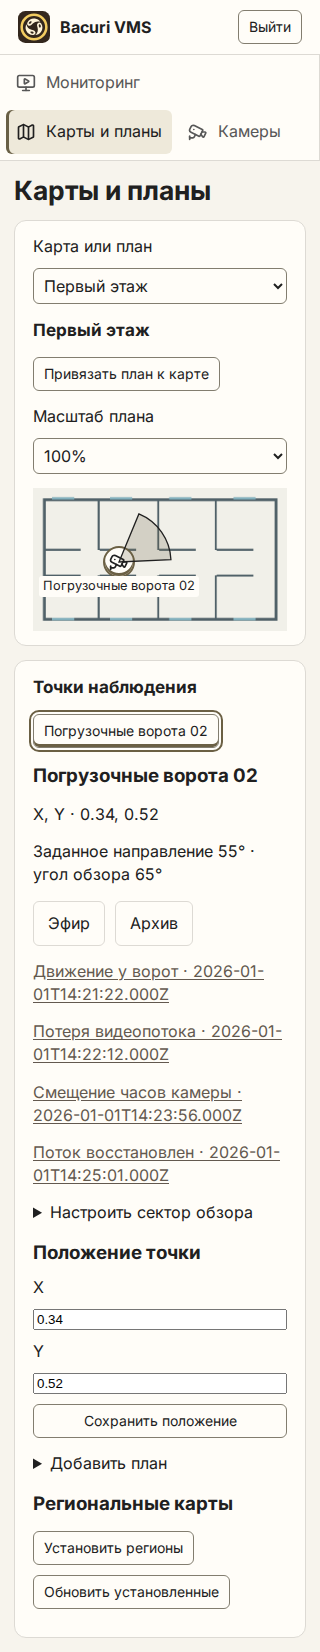 Bacuri VMS
Выйти
Мониторинг
Карты и планы
Камеры
Карты и планы
Карта или план
Первый этаж
Первый этаж
Привязать план к карте
Масштаб плана
100%
Погрузочные ворота 02
Точки наблюдения
Погрузочные ворота 02
Погрузочные ворота 02
X, Y · 0.34, 0.52
Заданное направление 55° ·
угол обзора 65°
Эфир
Архив
Движение у ворот · 2026-01-
01T14:21:22.000Z
Потеря видеопотока · 2026-01-
01T14:22:12.000Z
Смещение часов камеры ·
2026-01-01T14:23:56.000Z
Поток восстановлен · 2026-01-
01T14:25:01.000Z
Настроить сектор обзора
Положение точки
X
0.34
Y
0.52
Сохранить положение
Добавить план
Региональные карты
Установить регионы
Обновить установленные